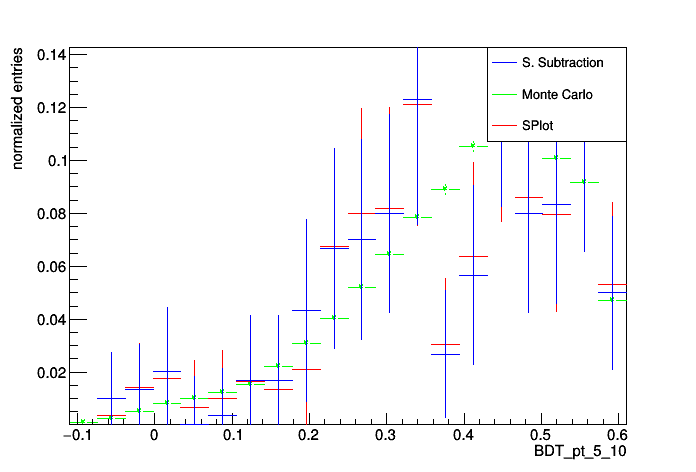 normalized entries
0.14
0.12
0.1
0.08
0.06
0.04
0.02
S. Subtraction
Monte Carlo
SPlot
−0.1 0 0.1 0.2 0.3 0.4 0.5 0.6
BDT_pt_5_10